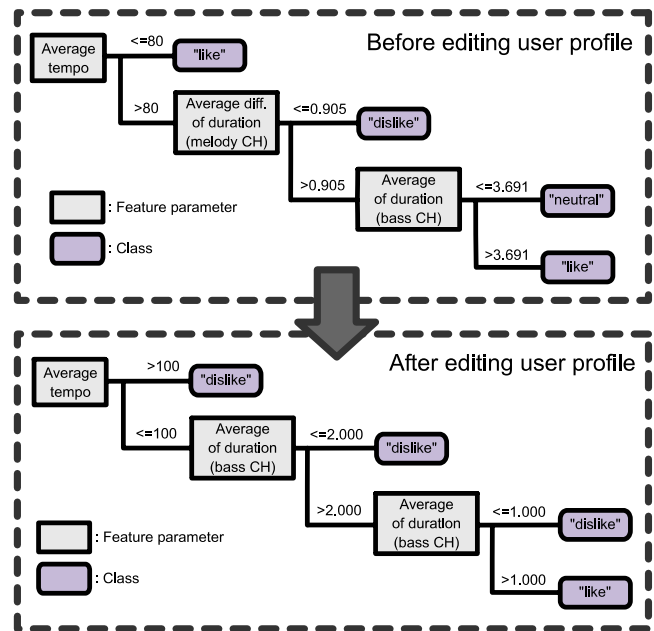 Before editing user profile
Average
tempo
<=80
"like"
>80
Average diff.
of duration
(melody CH)
<=0.905
"dislike"
>0.905
Average
of duration
(bass CH)
<=3.691
"neutral"
>3.691
"like"
: Feature parameter
: Class
After editing user profile
Average
tempo
>100
"dislike"
<=100
Average
of duration
(bass CH)
<=2.000
"dislike"
>2.000
Average
of duration
(bass CH)
<=1.000
"dislike"
>1.000
"like"
: Feature parameter
: Class